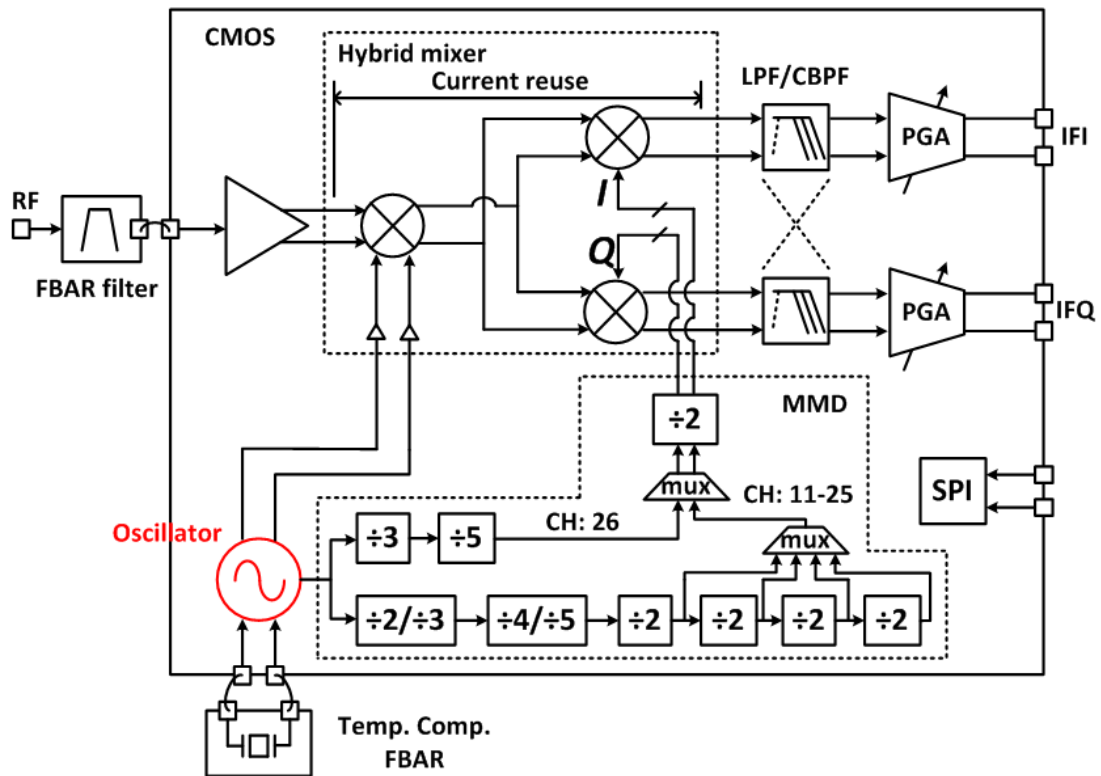 CMOS
Hybrid mixer
Current reuse
LPF/CBPF
PGA
IFI
RF
I
Q
FBAR filter
PGA
IFQ
MMD
÷2
mux
CH: 11-25
SPI
CH: 26
Oscillator
÷3
÷5
mux
÷2/÷3
÷4/÷5
÷2
÷2
÷2
÷2
Temp. Comp.
FBAR